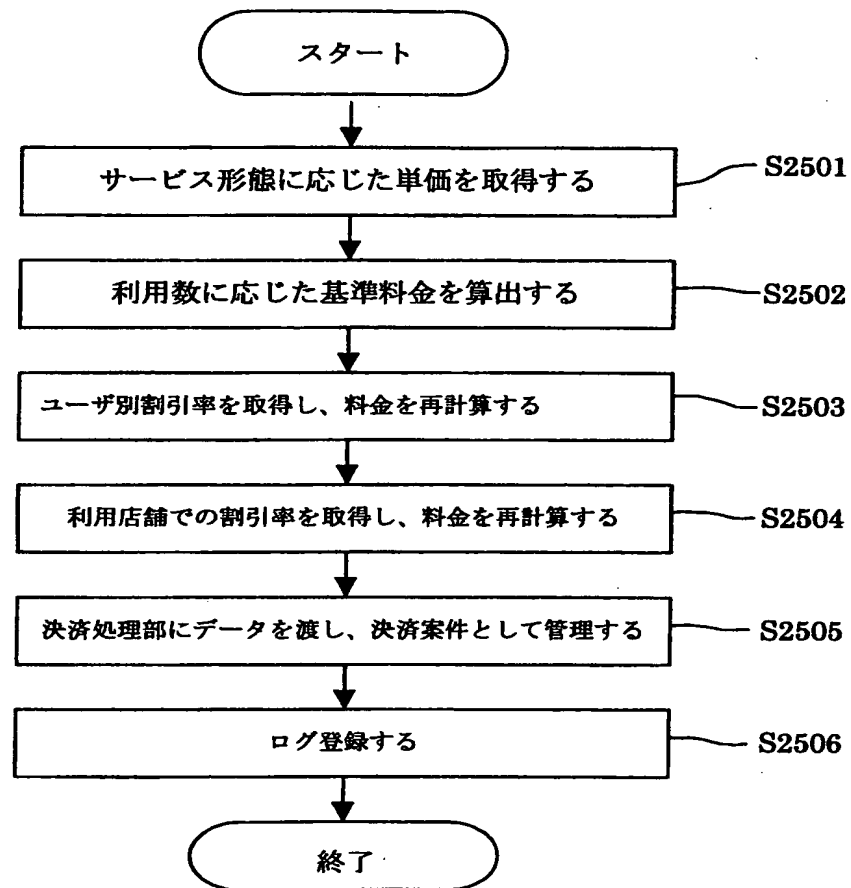 スタート
サービス形態に応じた単価を取得する
S2501
利用数に応じた基準料金を算出する
S2502
ユーザ別割引率を取得し、料金を再計算する
S2503
利用店舗での割引率を取得し、料金を再計算する
S2504
決済処理部にデータを渡し、決済案件として管理する
S2505
ログ登録する
S2506
終了